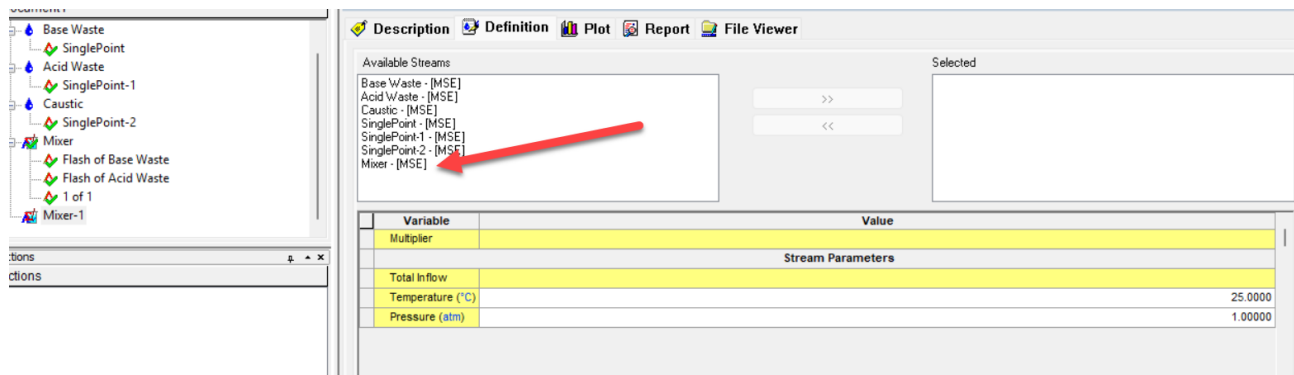 Base Waste
SinglePoint
Acid Waste
SinglePoint-1
Caustic
SinglePoint-2
Mixer
Flash of Base Waste
Flash of Acid Waste
1 of 1
Mixer-1
Description Definition Plot Report File Viewer
Available Streams
Base Waste - [MSE]
Acid Waste - [MSE]
Caustic - [MSE]
SinglePoint - [MSE]
SinglePoint-1 - [MSE]
SinglePoint-2 - [MSE]
Mixer - [MSE]
>>
<<
Selected
Variable Value
Multiplier
Stream Parameters
Total Inflow
Temperature (°C) 25.0000
Pressure (atm) 1.00000